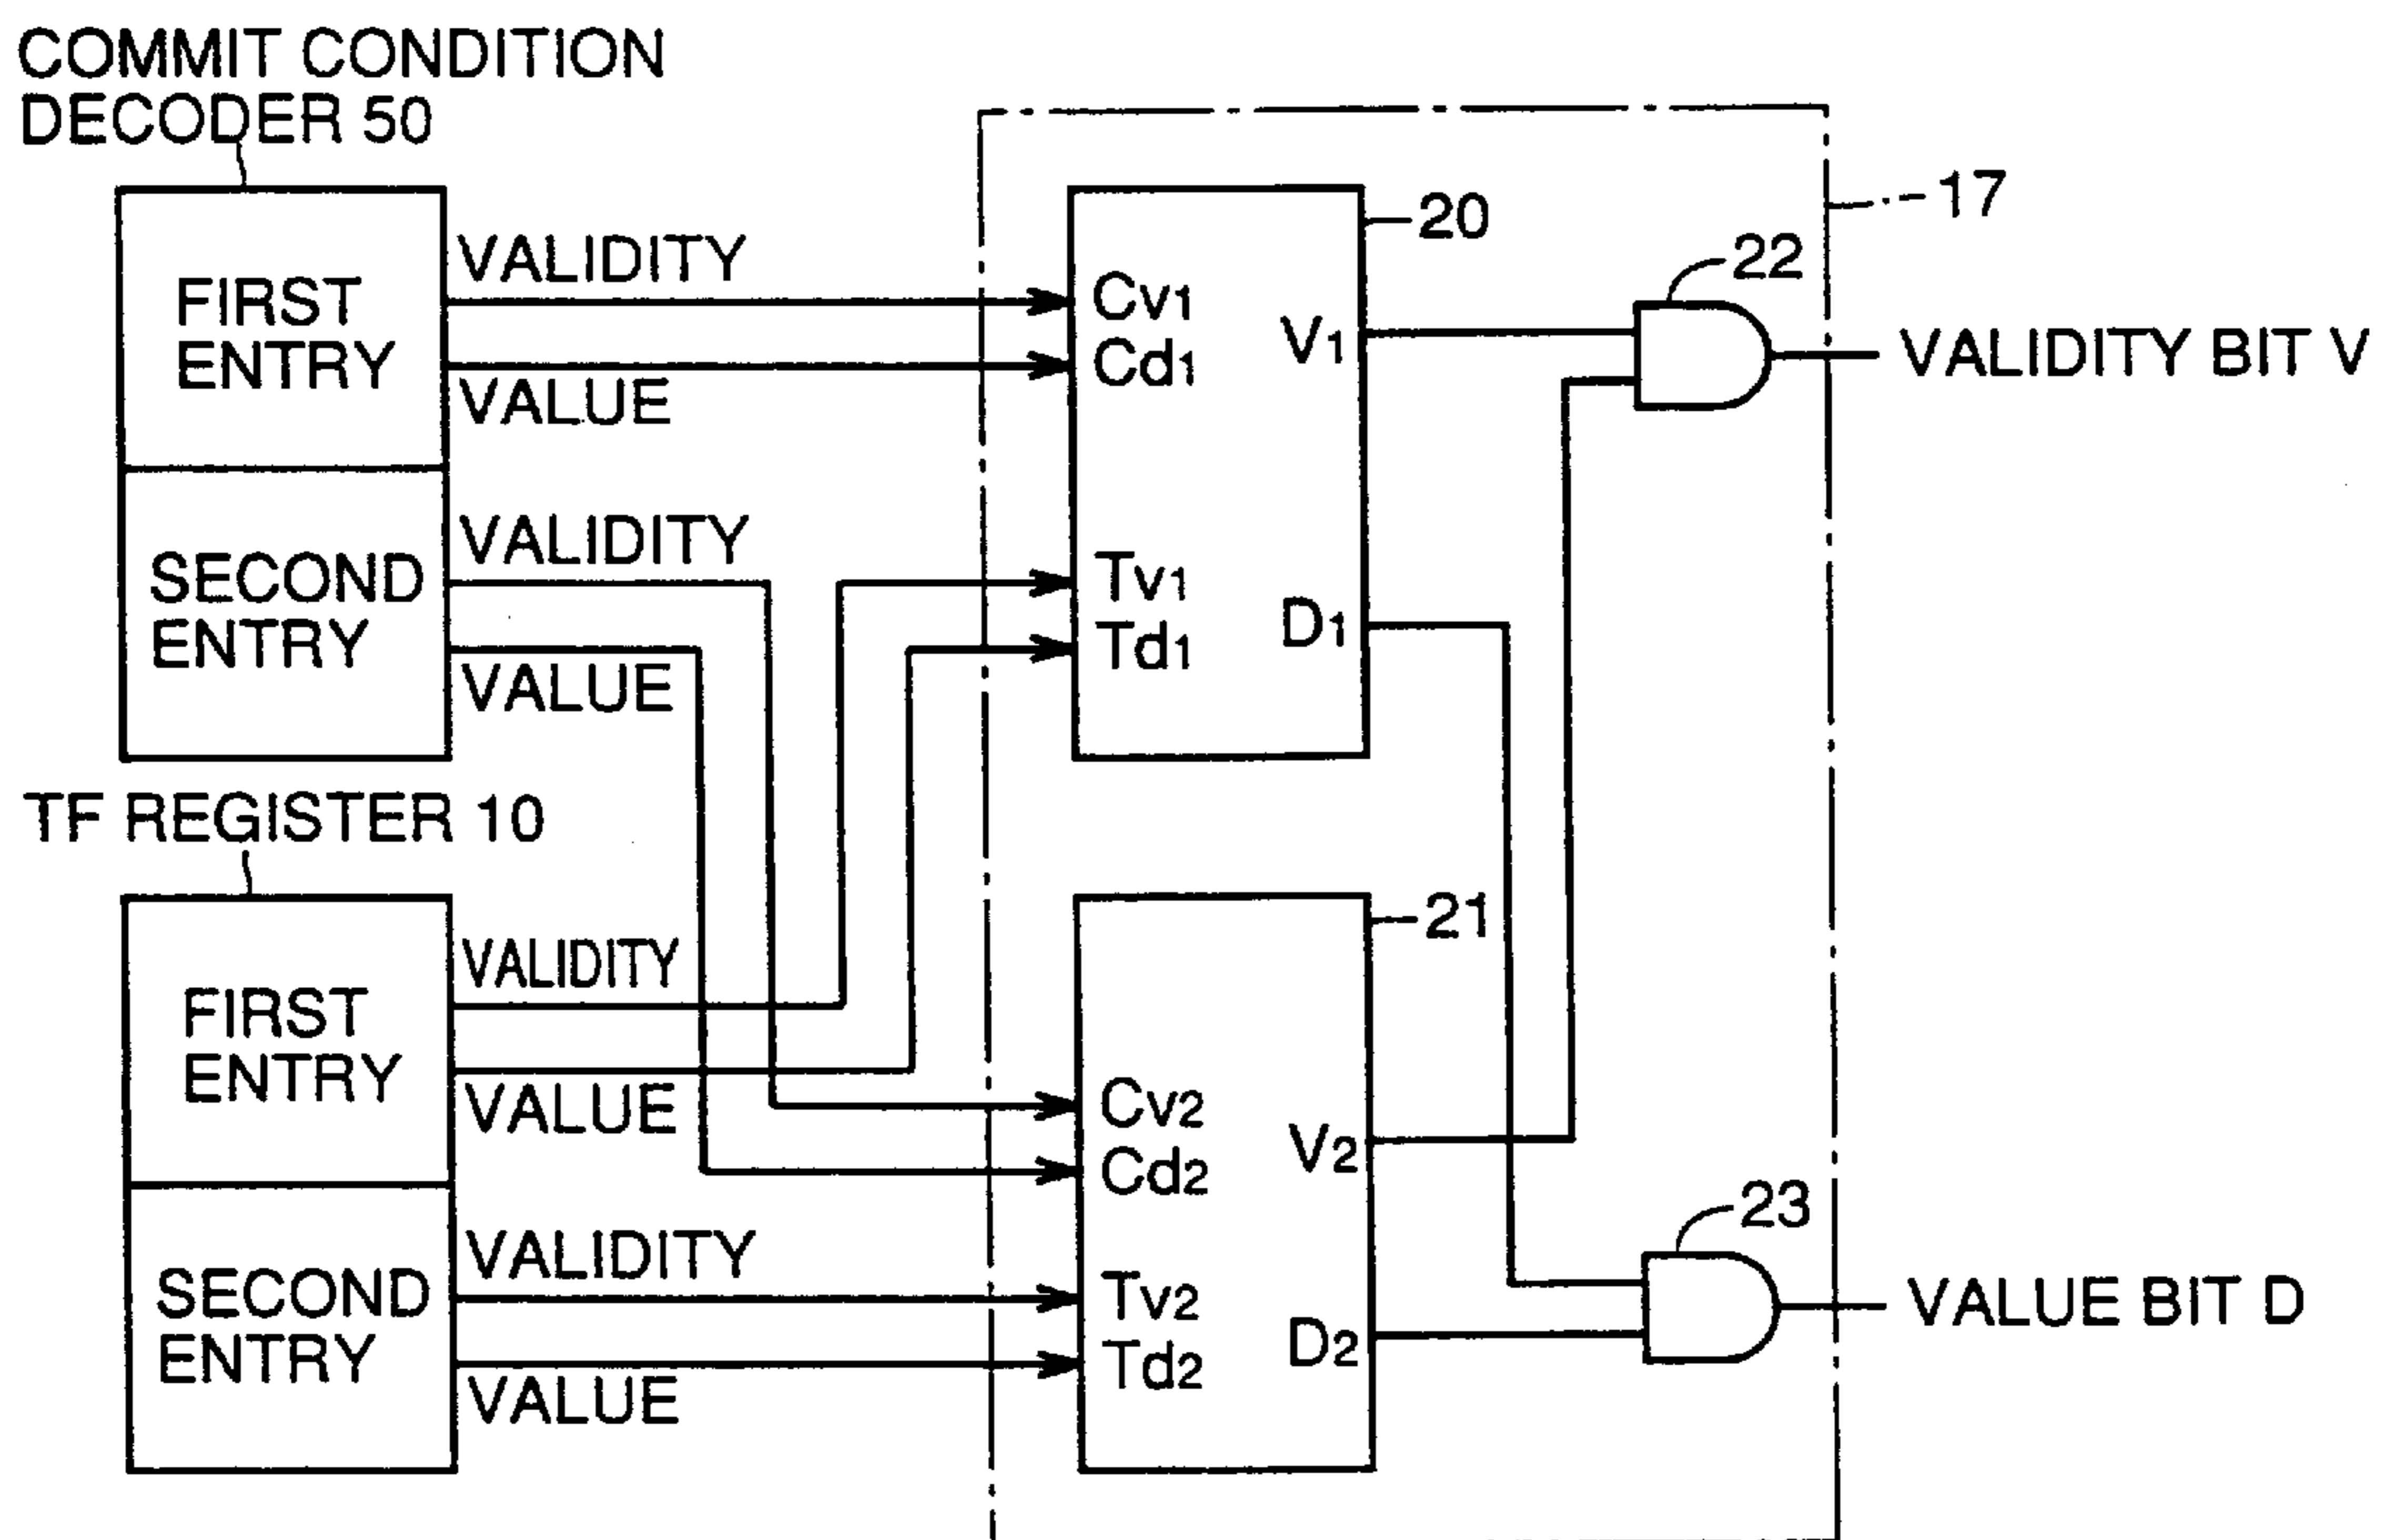 COMMIT CONDITION
DECODER 50
FIRST
ENTRY
VALIDITY
VALUE
SECOND
ENTRY
VALIDITY
VALUE
TF REGISTER 10
FIRST
ENTRY
VALIDITY
VALUE
SECOND
ENTRY
VALIDITY
VALUE
20
Cv1
Cd1
Tv1
Td1
V1
D1
21
Cv2
Cd2
Tv2
Td2
V2
D2
17
22
VALIDITY BIT V
23
VALUE BIT D